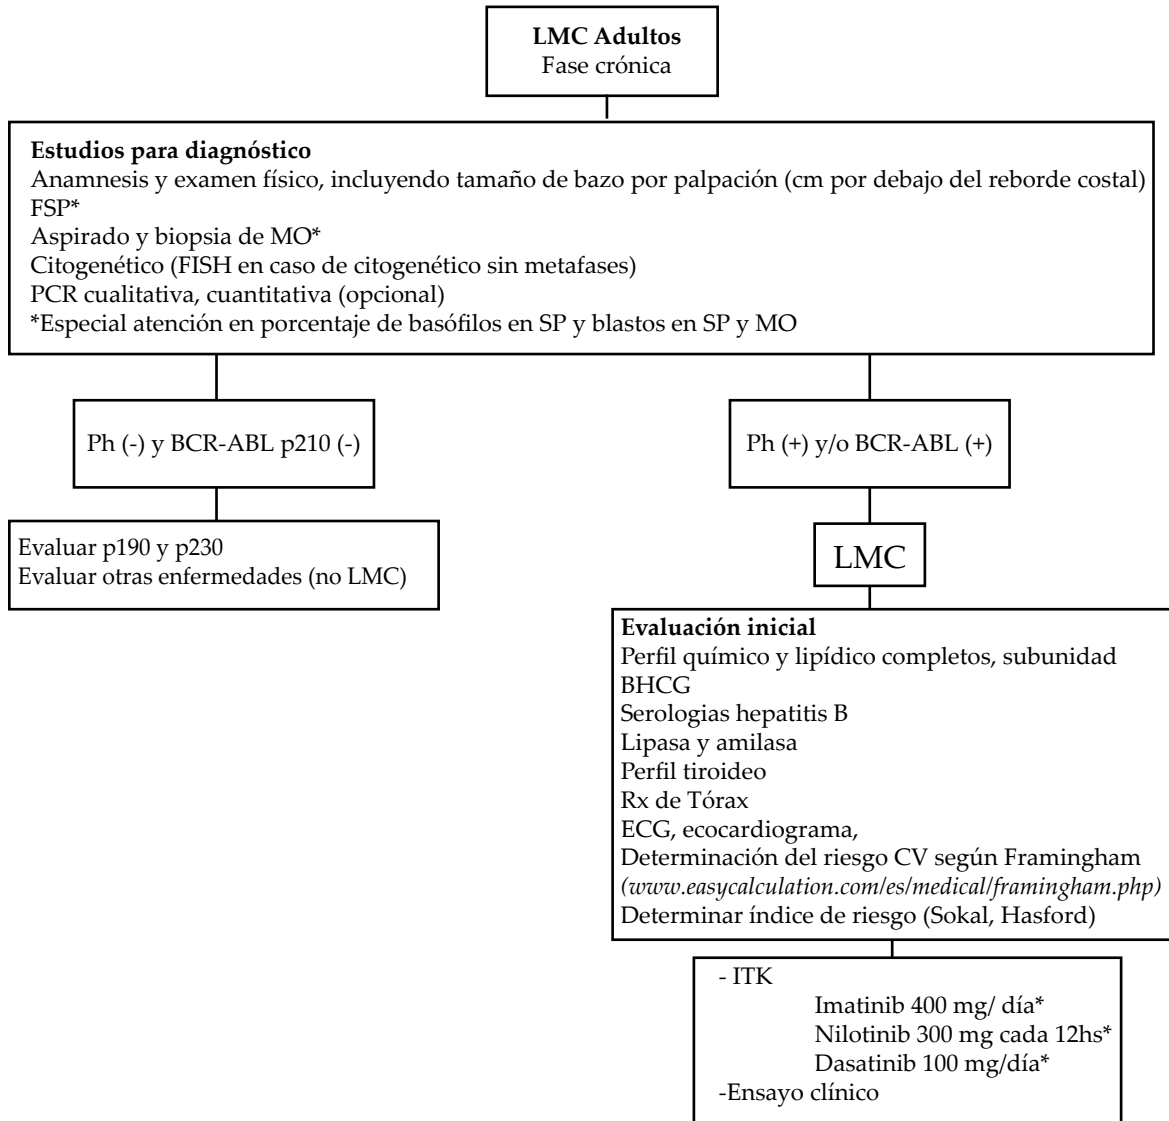 LMC Adultos
Fase crónica
Estudios para diagnóstico
Anamnesis y examen físico, incluyendo tamaño de bazo por palpación (cm por debajo del reborde costal)
FSP*
Aspirado y biopsia de MO*
Citogenético (FISH en caso de citogenético sin metafases)
PCR cualitativa, cuantitativa (opcional)
*Especial atención en porcentaje de basófilos en SP y blastos en SP y MO
Ph (-) y BCR-ABL p210 (-)
Ph (+) y/o BCR-ABL (+)
Evaluar p190 y p230
Evaluar otras enfermedades (no LMC)
LMC
Evaluación inicial
Perfil químico y lipídico completos, subunidad
BHCG
Serologias hepatitis B
Lipasa y amilasa
Perfil tiroideo
Rx de Tórax
ECG, ecocardiograma,
Determinación del riesgo CV según Framingham
(www.easycalculation.com/es/medical/framingham.php)
Determinar índice de riesgo (Sokal, Hasford)
- ITK
Imatinib 400 mg/ día*
Nilotinib 300 mg cada 12hs*
Dasatinib 100 mg/día*
-Ensayo clínico